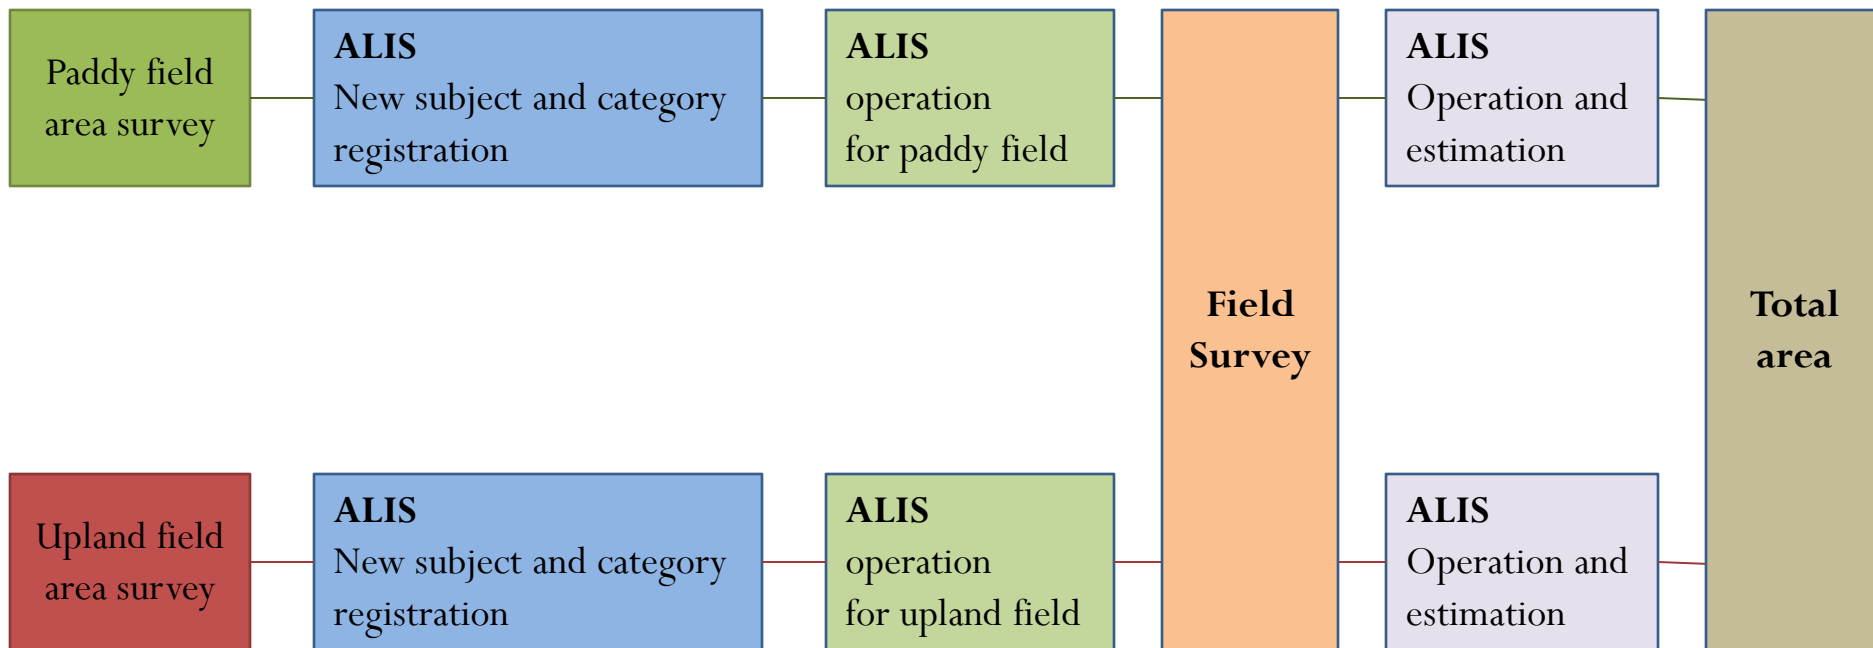 Paddy field
area survey
ALIS
New subject and category
registration
ALIS
operation
for paddy field
Field
Survey
ALIS
Operation and
estimation
Total
area
Upland field
area survey
ALIS
New subject and category
registration
ALIS
operation
for upland field
ALIS
Operation and
estimation